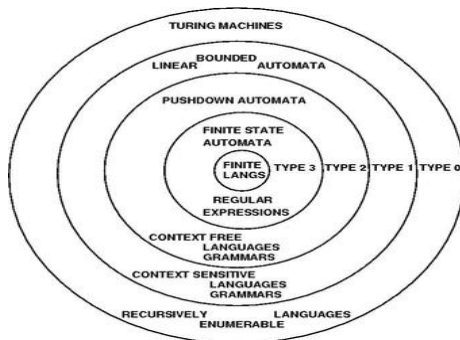 TURING MACHINES
LINEAR BOUNDED AUTOMATA
PUSHDOWN AUTOMATA
FINITE STATE
AUTOMATA
FINITE
LANGS
TYPE 3 TYPE 2 TYPE 1 TYPE 0
REGULAR
EXPRESSIONS
CONTEXT FREE
LANGUAGES
GRAMMARS
CONTEXT SENSITIVE
LANGUAGES
GRAMMARS
RECURSIVELY LANGUAGES
ENUMERABLE